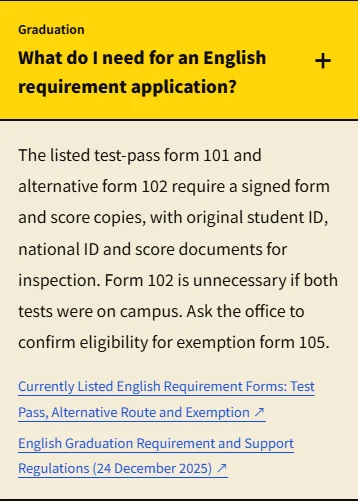 Graduation
What do I need for an English
requirement application?
+
The listed test-pass form 101 and
alternative form 102 require a signed form
and score copies, with original student ID,
national ID and score documents for
inspection. Form 102 is unnecessary if both
tests were on campus. Ask the office to
confirm eligibility for exemption form 105.
Currently Listed English Requirement Forms: Test
Pass, Alternative Route and Exemption ↗
English Graduation Requirement and Support
Regulations (24 December 2025) ↗